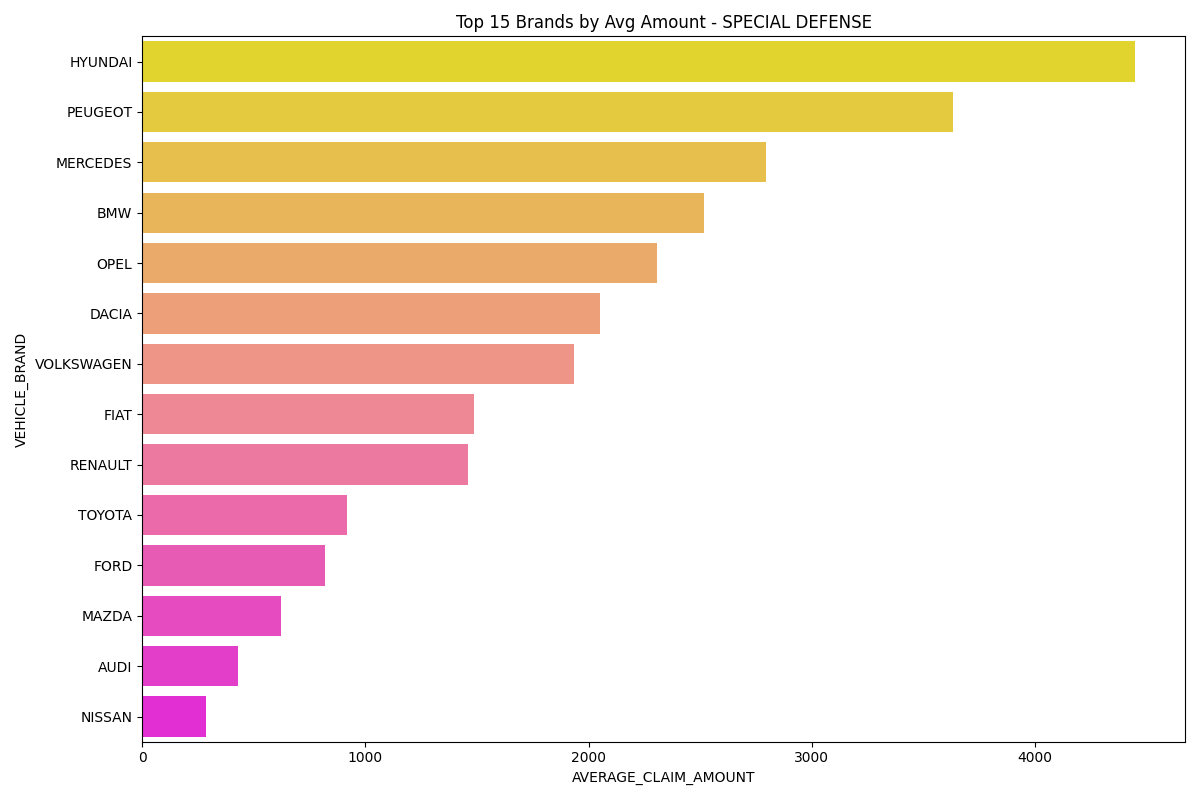 Top 15 Brands by Avg Amount - SPECIAL DEFENSE
VEHICLE_BRAND
HYUNDAI
PEUGEOT
MERCEDES
BMW
OPEL
DACIA
VOLKSWAGEN
FIAT
RENAULT
TOYOTA
FORD
MAZDA
AUDI
NISSAN
0 1000 2000 3000 4000
AVERAGE_CLAIM_AMOUNT